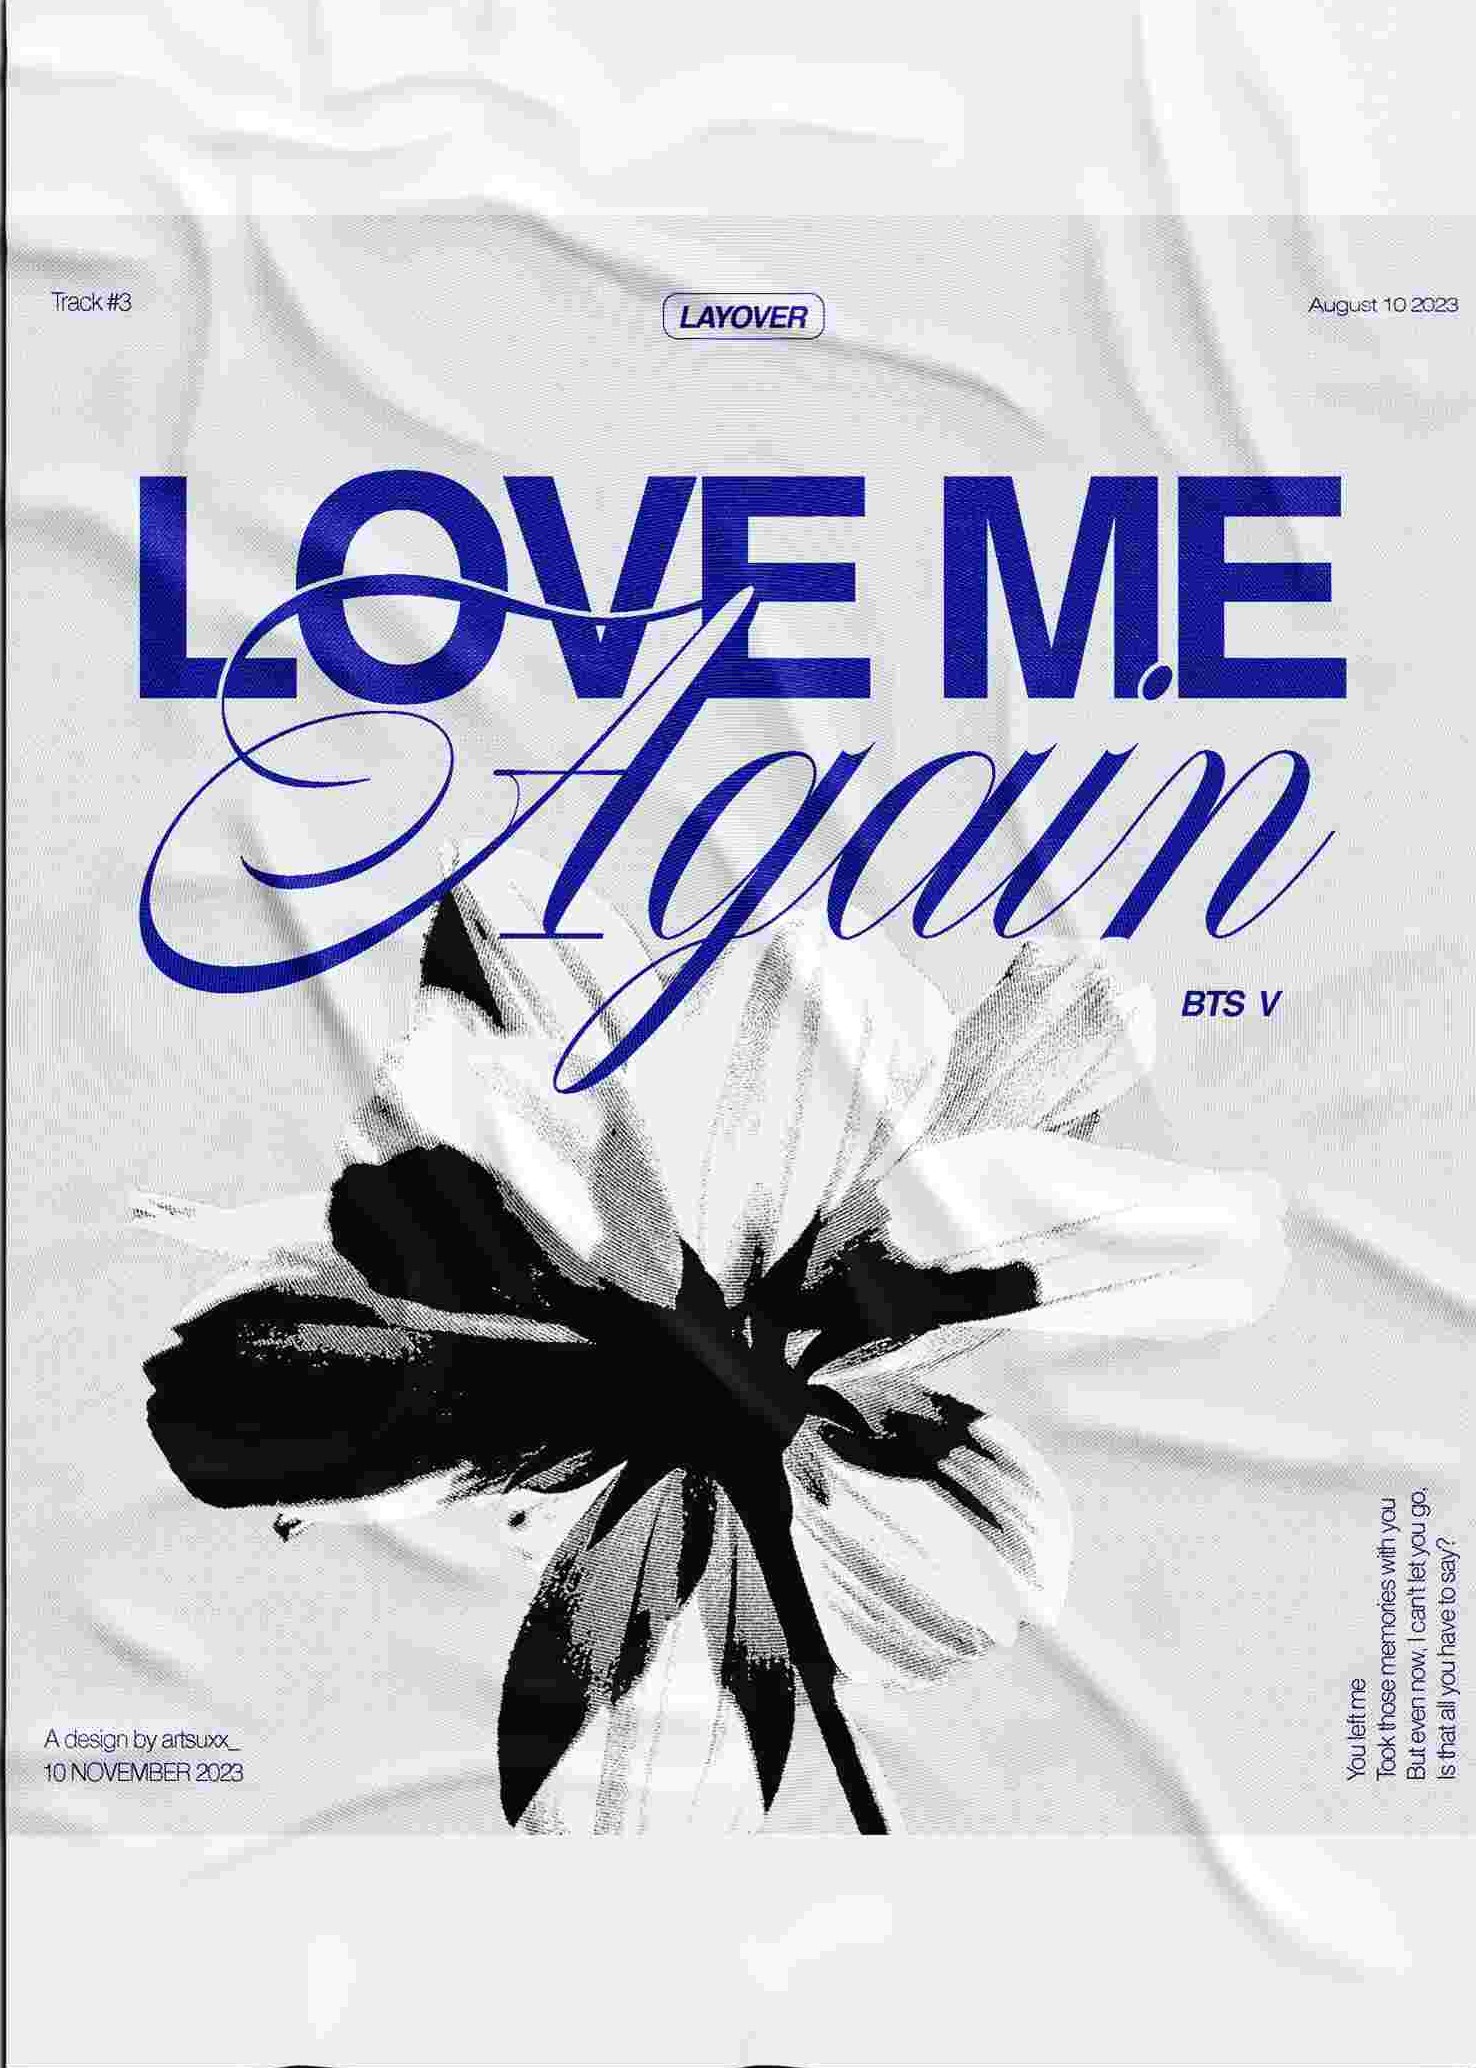 Track #3
LAYOVER
August 10 2023
LOVE ME
Again
BTS V
You left me
Took those memories with you
But even now, I can't let you go,
Is that all you have to say?
A design by artsuxx_
10 NOVEMBER 2023